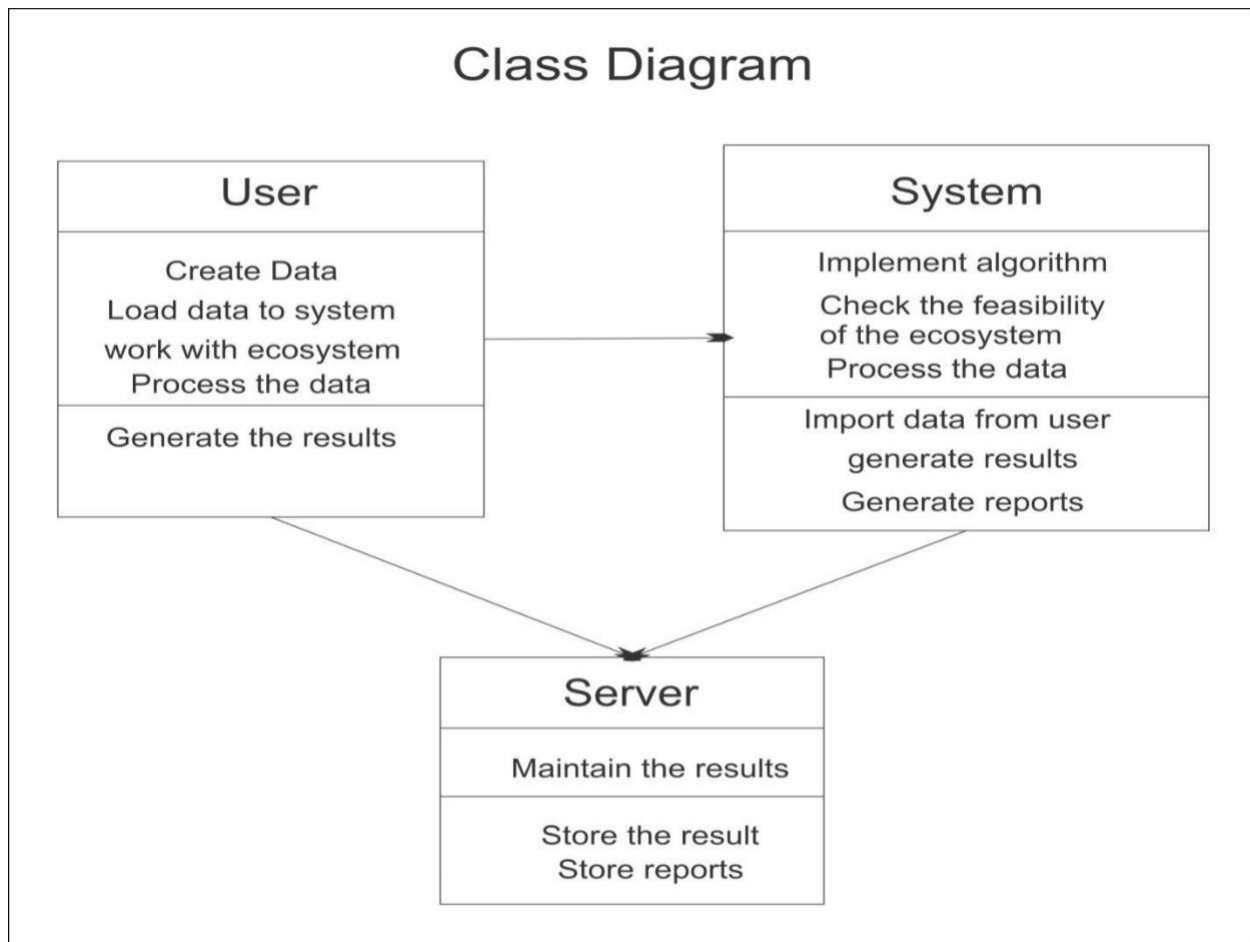 Class Diagram
User
Create Data
Load data to system
work with ecosystem
Process the data
Generate the results
System
Implement algorithm
Check the feasibility
of the ecosystem
Process the data
Import data from user
generate results
Generate reports
Server
Maintain the results
Store the result
Store reports